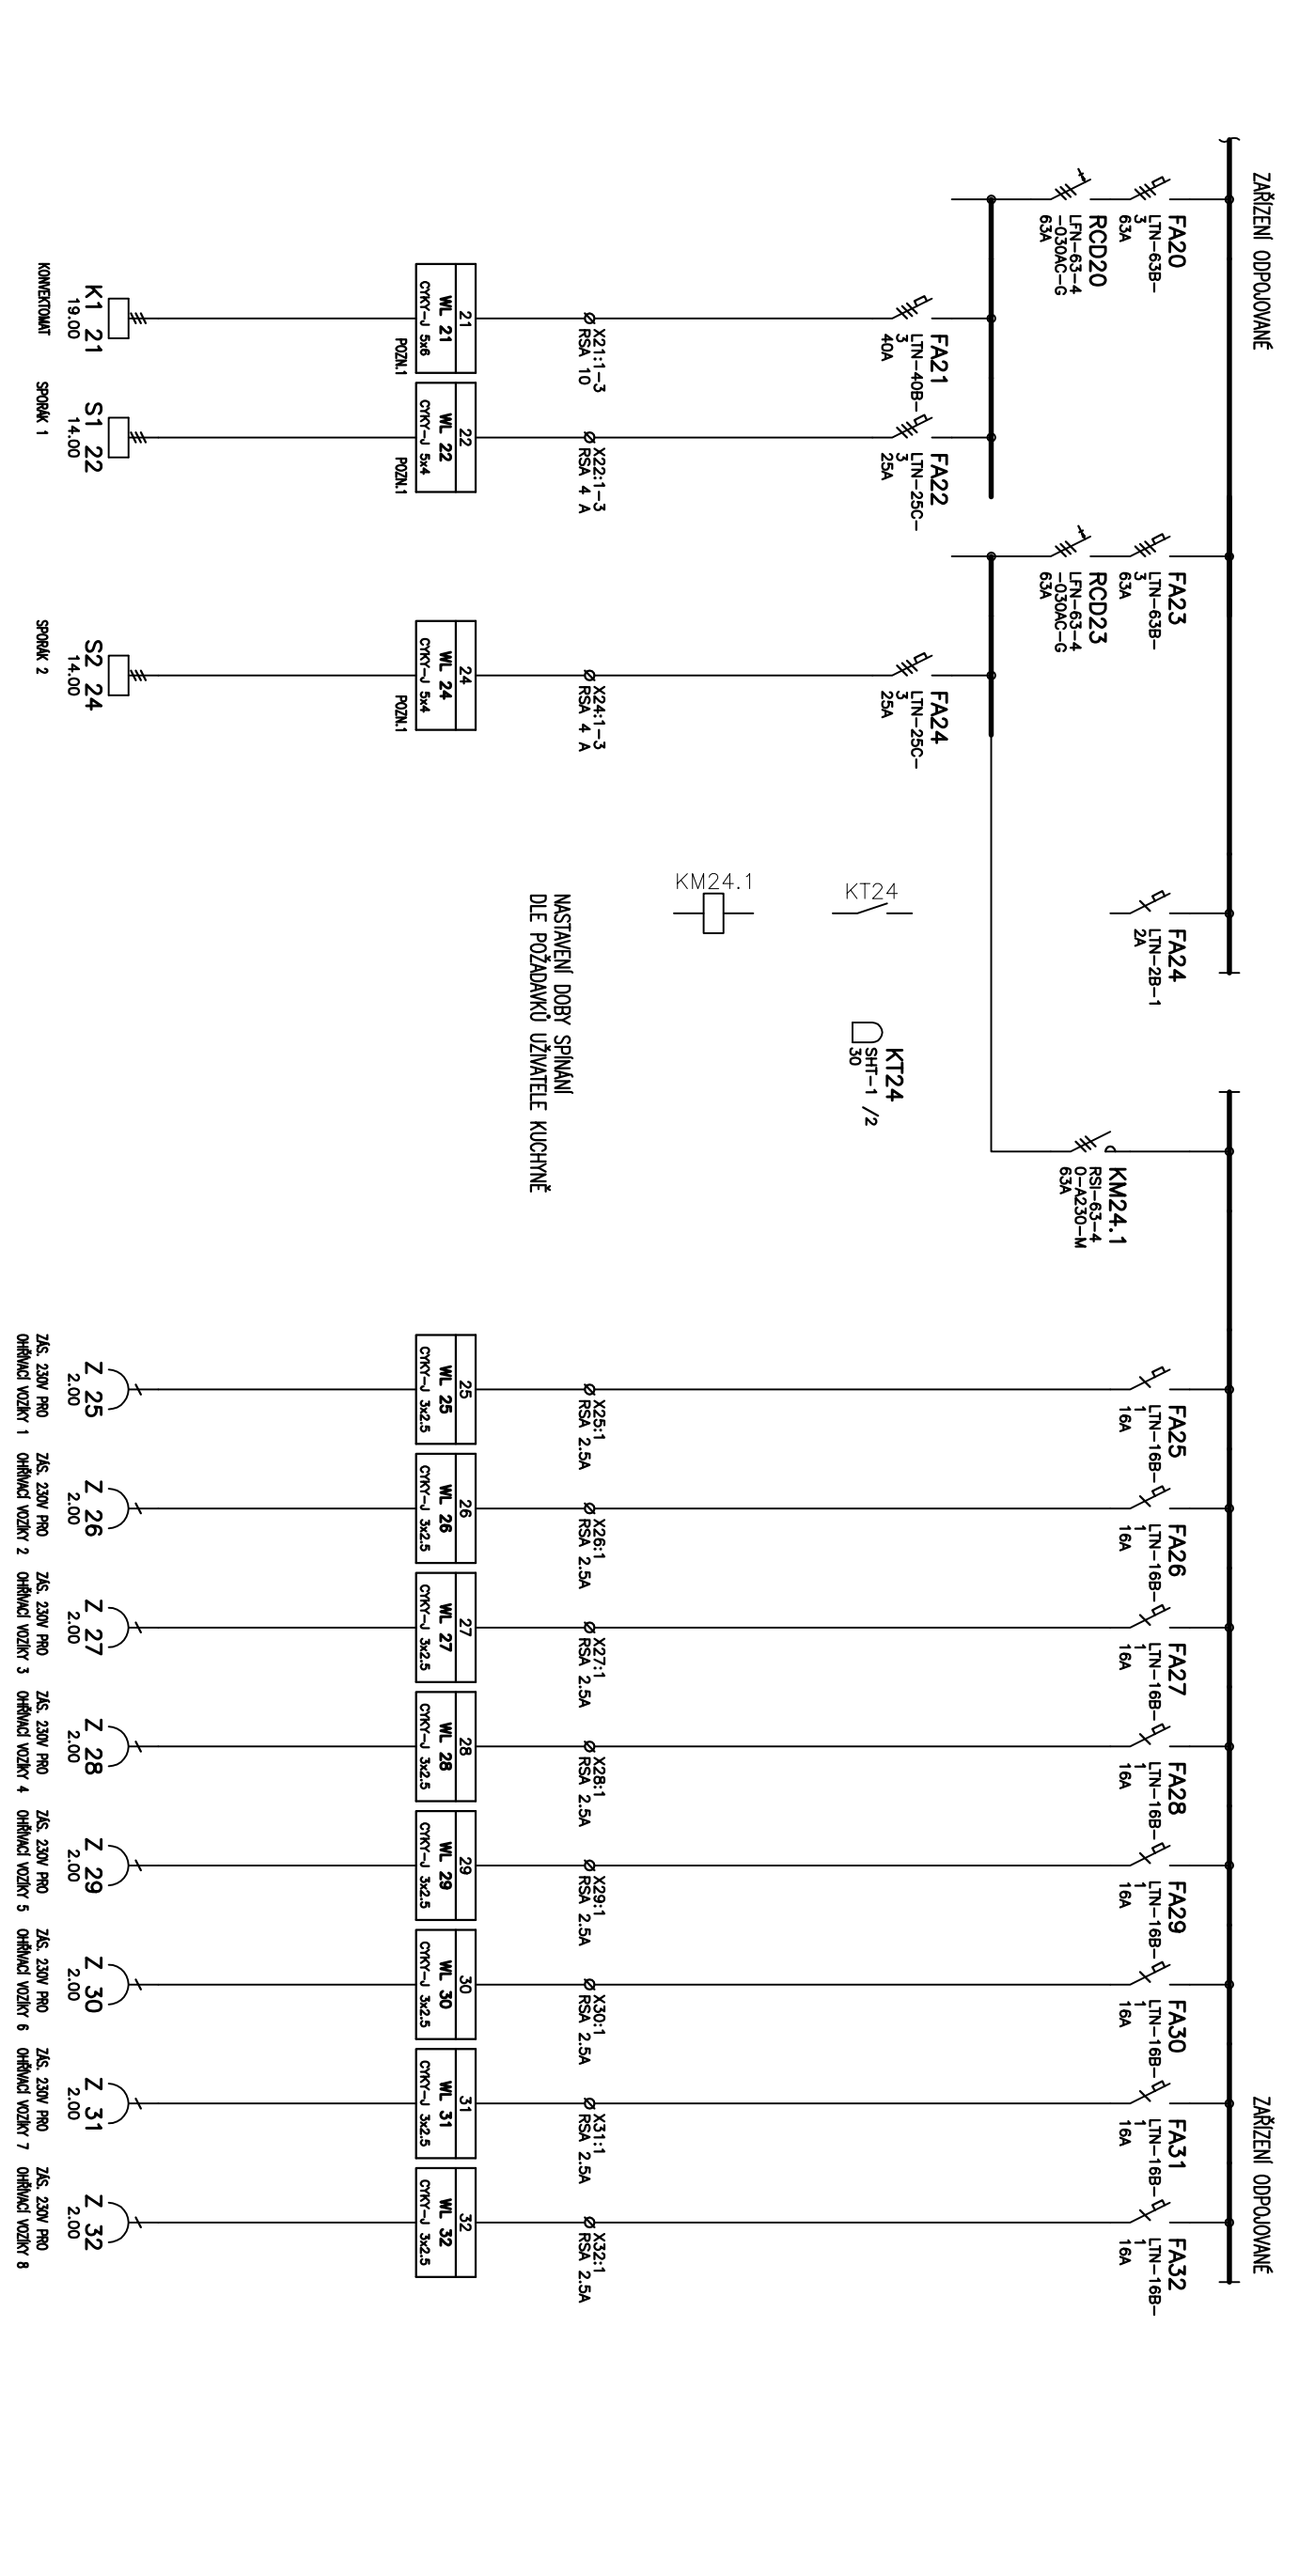 ZAŘÍZENÍ ODPOJOVANÉ
ZAŘÍZENÍ ODPOJOVANÉ
FA20
LTN-63B-
3
63A
RCD20
LFN-63-4
-030AC-G
63A
FA23
LTN-63B-
3
63A
RCD23
LFN-63-4
-030AC-G
63A
FA24
LTN-2B-1
2A
KM24.1
RSI-63-4
0-A230-M
63A
FA25
LTN-16B-
1
16A
FA26
LTN-16B-
1
16A
FA27
LTN-16B-
1
16A
FA28
LTN-16B-
1
16A
FA29
LTN-16B-
1
16A
FA30
LTN-16B-
1
16A
FA31
LTN-16B-
1
16A
FA32
LTN-16B-
1
16A
FA21
LTN-40B-
3
40A
FA22
LTN-25C-
3
25A
FA24
LTN-25C-
3
25A
KT24
KT24
SHT-1 /2
30
KM24.1
NASTAVENÍ DOBY SPÍNÁNÍ
DLE POŽADAVKŮ UŽIVATELE KUCHYNĚ
X21:1-3
RSA 10
X22:1-3
RSA 4 A
X24:1-3
RSA 4 A
X25:1
RSA 2.5A
X26:1
RSA 2.5A
X27:1
RSA 2.5A
X28:1
RSA 2.5A
X29:1
RSA 2.5A
X30:1
RSA 2.5A
X31:1
RSA 2.5A
X32:1
RSA 2.5A
21
WL 21
CYKY-J 5x6
POZN.1
22
WL 22
CYKY-J 5x4
POZN.1
24
WL 24
CYKY-J 5x4
POZN.1
25
WL 25
CYKY-J 3x2.5
26
WL 26
CYKY-J 3x2.5
27
WL 27
CYKY-J 3x2.5
28
WL 28
CYKY-J 3x2.5
29
WL 29
CYKY-J 3x2.5
30
WL 30
CYKY-J 3x2.5
31
WL 31
CYKY-J 3x2.5
32
WL 32
CYKY-J 3x2.5
K1 21
19.00
KONVEKTOMAT
S1 22
14.00
SPORÁK 1
S2 24
14.00
SPORÁK 2
Z 25
2.00
ZÁS. 230V PRO
OHŘÍVACÍ VOZÍKY 1
Z 26
2.00
ZÁS. 230V PRO
OHŘÍVACÍ VOZÍKY 2
Z 27
2.00
ZÁS. 230V PRO
OHŘÍVACÍ VOZÍKY 3
Z 28
2.00
ZÁS. 230V PRO
OHŘÍVACÍ VOZÍKY 4
Z 29
2.00
ZÁS. 230V PRO
OHŘÍVACÍ VOZÍKY 5
Z 30
2.00
ZÁS. 230V PRO
OHŘÍVACÍ VOZÍKY 6
Z 31
2.00
ZÁS. 230V PRO
OHŘÍVACÍ VOZÍKY 7
Z 32
2.00
ZÁS. 230V PRO
OHŘÍVACÍ VOZÍKY 8